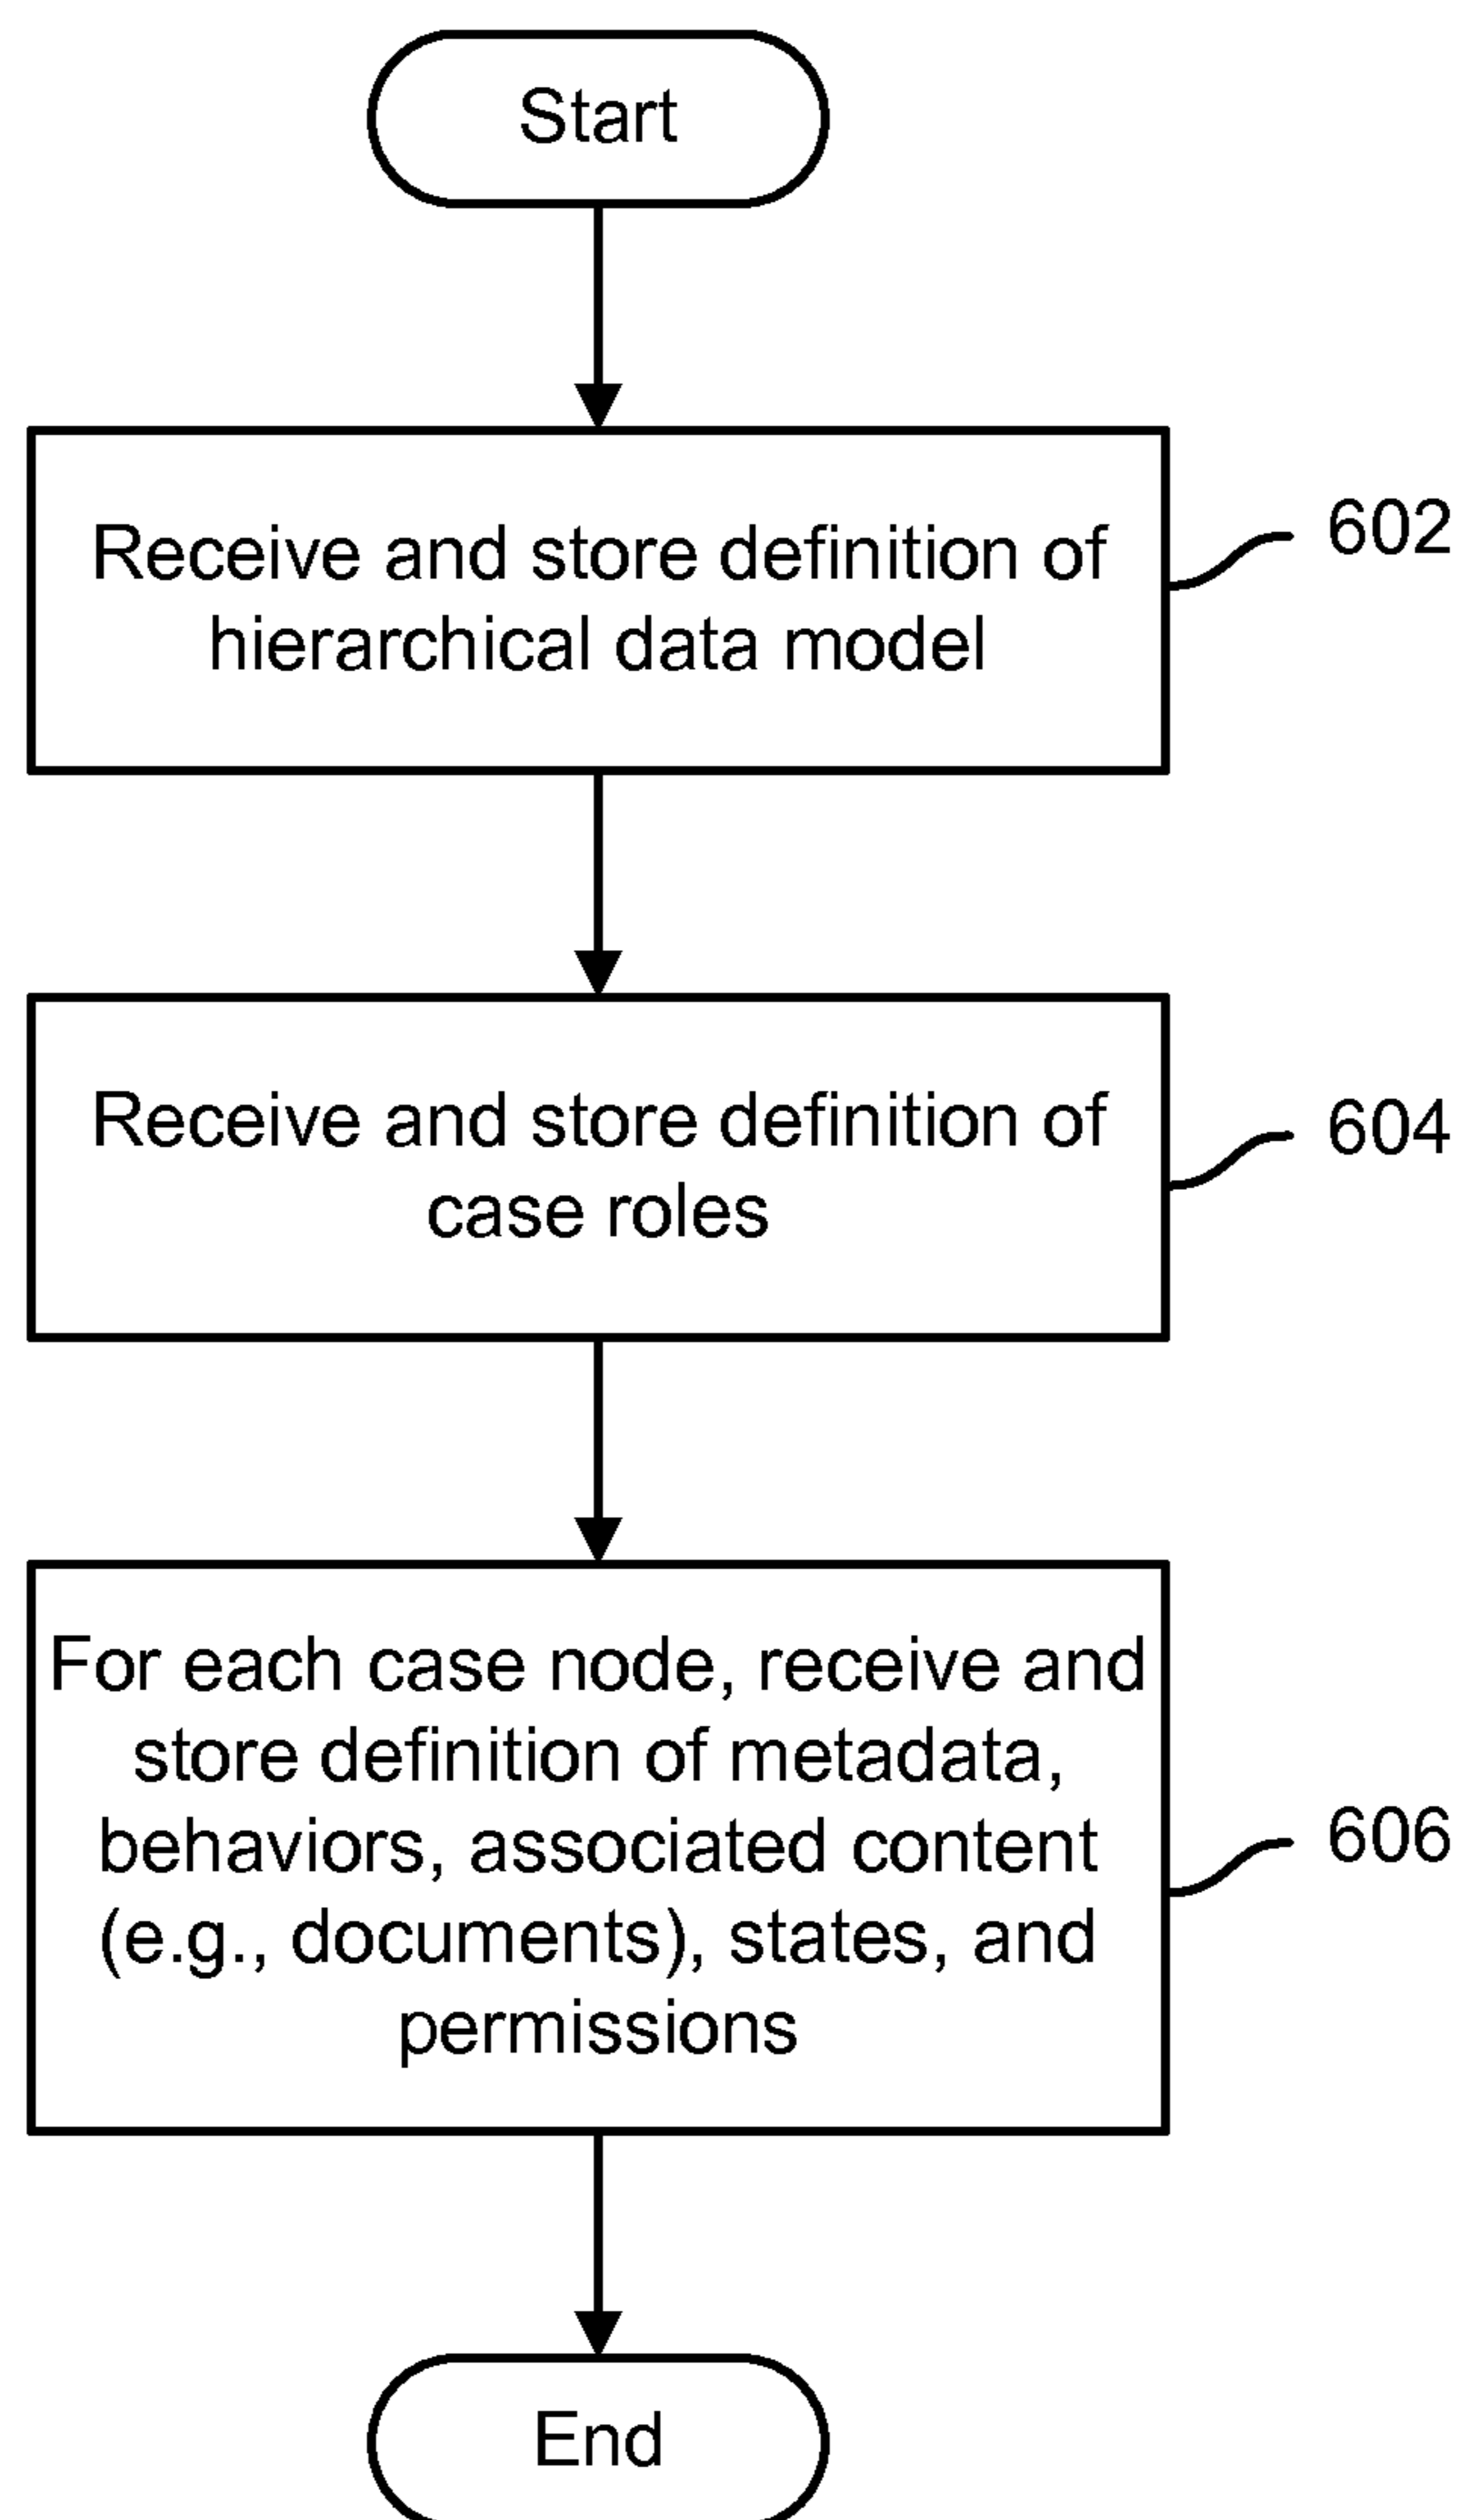 Start
Receive and store definition of
hierarchical data model
602
Receive and store definition of
case roles
604
For each case node, receive and
store definition of metadata,
behaviors, associated content
(e.g., documents), states, and
permissions
606
End